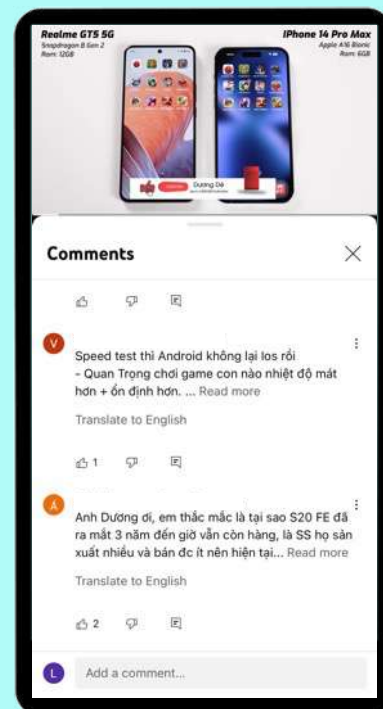 Realme GT5 5G
Snapdragon 8 Gen 2
Ram: 12GB
IPhone 14 Pro Max
Apple A16 Bionic
Ram: 6GB
Dương Dê
Comments
V
Speed test thì Android không lại Ios rồi
- Quan Trọng chơi game con nào nhiệt độ mát
hơn + ổn định hơn. ... Read more
Translate to English
1
Á
Anh Dương ơi, em thắc mắc là tại sao S20 FE đã
ra mắt 3 năm đến giờ vẫn còn hàng, là SS họ sản
xuất nhiều và bán đc ít nên hiện tại... Read more
Translate to English
2
L
Add a comment...